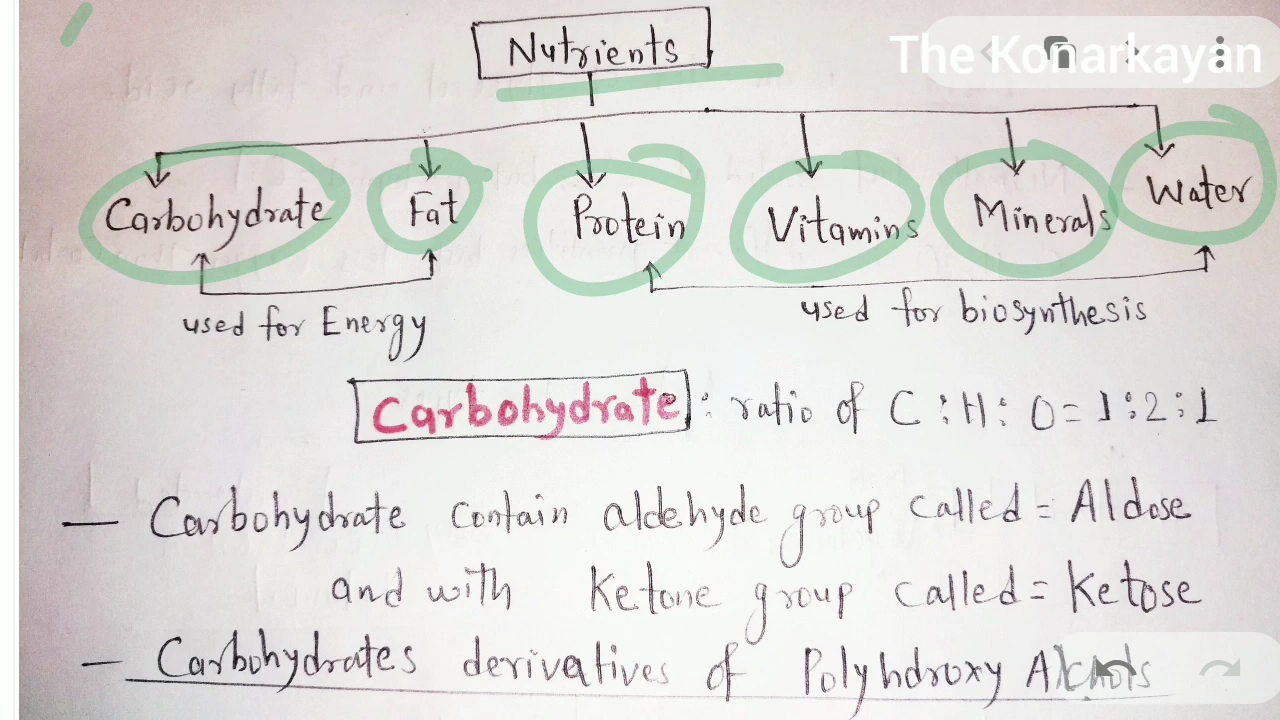 Nutrients
The Konarkayan
Carbohydrate Fat Protein Vitamins Minerals Water
used for Energy used for biosynthesis
Carbohydrate : ratio of C : H : O = 1 : 2 : 1
— Carbohydrate contain aldehyde group called = Aldose
and with Ketone group called = Ketose
— Carbohydrates derivatives of Polyhdroxy